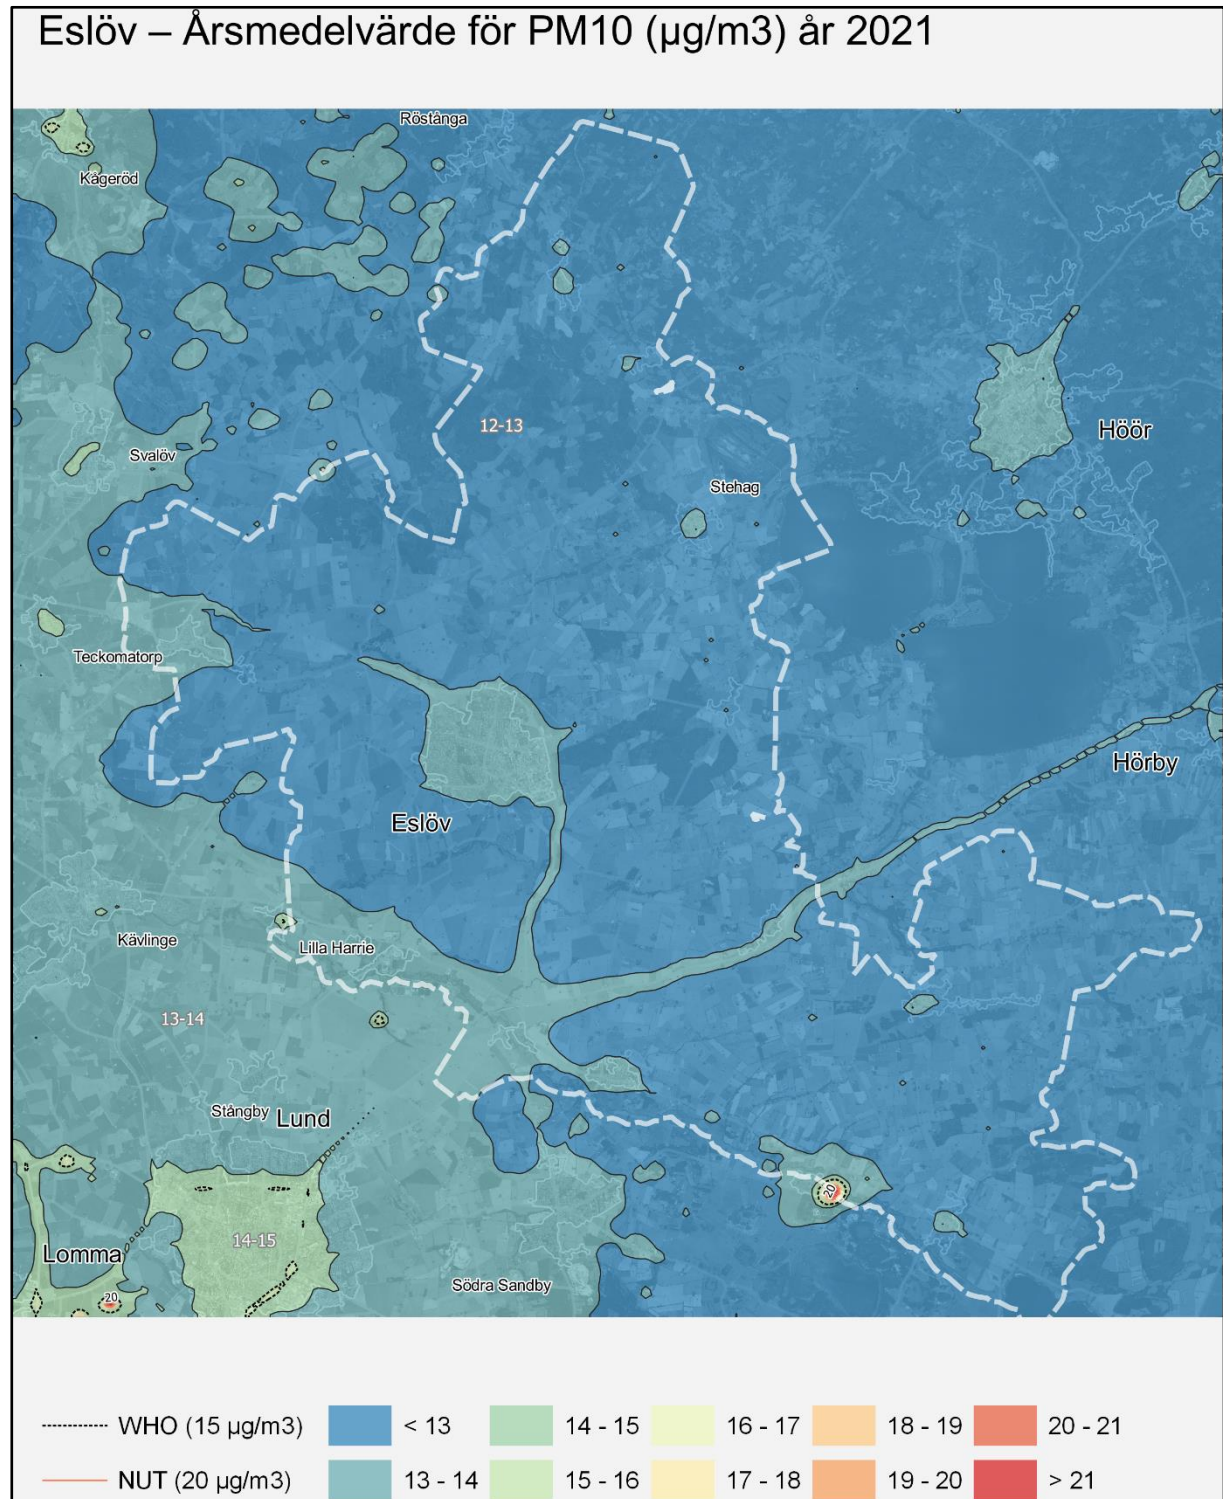 Eslöv – Årsmedelvärde för PM10 (µg/m3) år 2021
Röstånga
Kågeröd
12-13
Höör
Svalöv
Stehag
Teckomatorp
Hörby
Eslöv
Kävlinge
Lilla Harrie
13-14
Stångby
Lund
20
14-15
Lomma
Södra Sandby
20
WHO (15 µg/m3)
< 13
14 - 15
16 - 17
18 - 19
20 - 21
NUT (20 µg/m3)
13 - 14
15 - 16
17 - 18
19 - 20
> 21